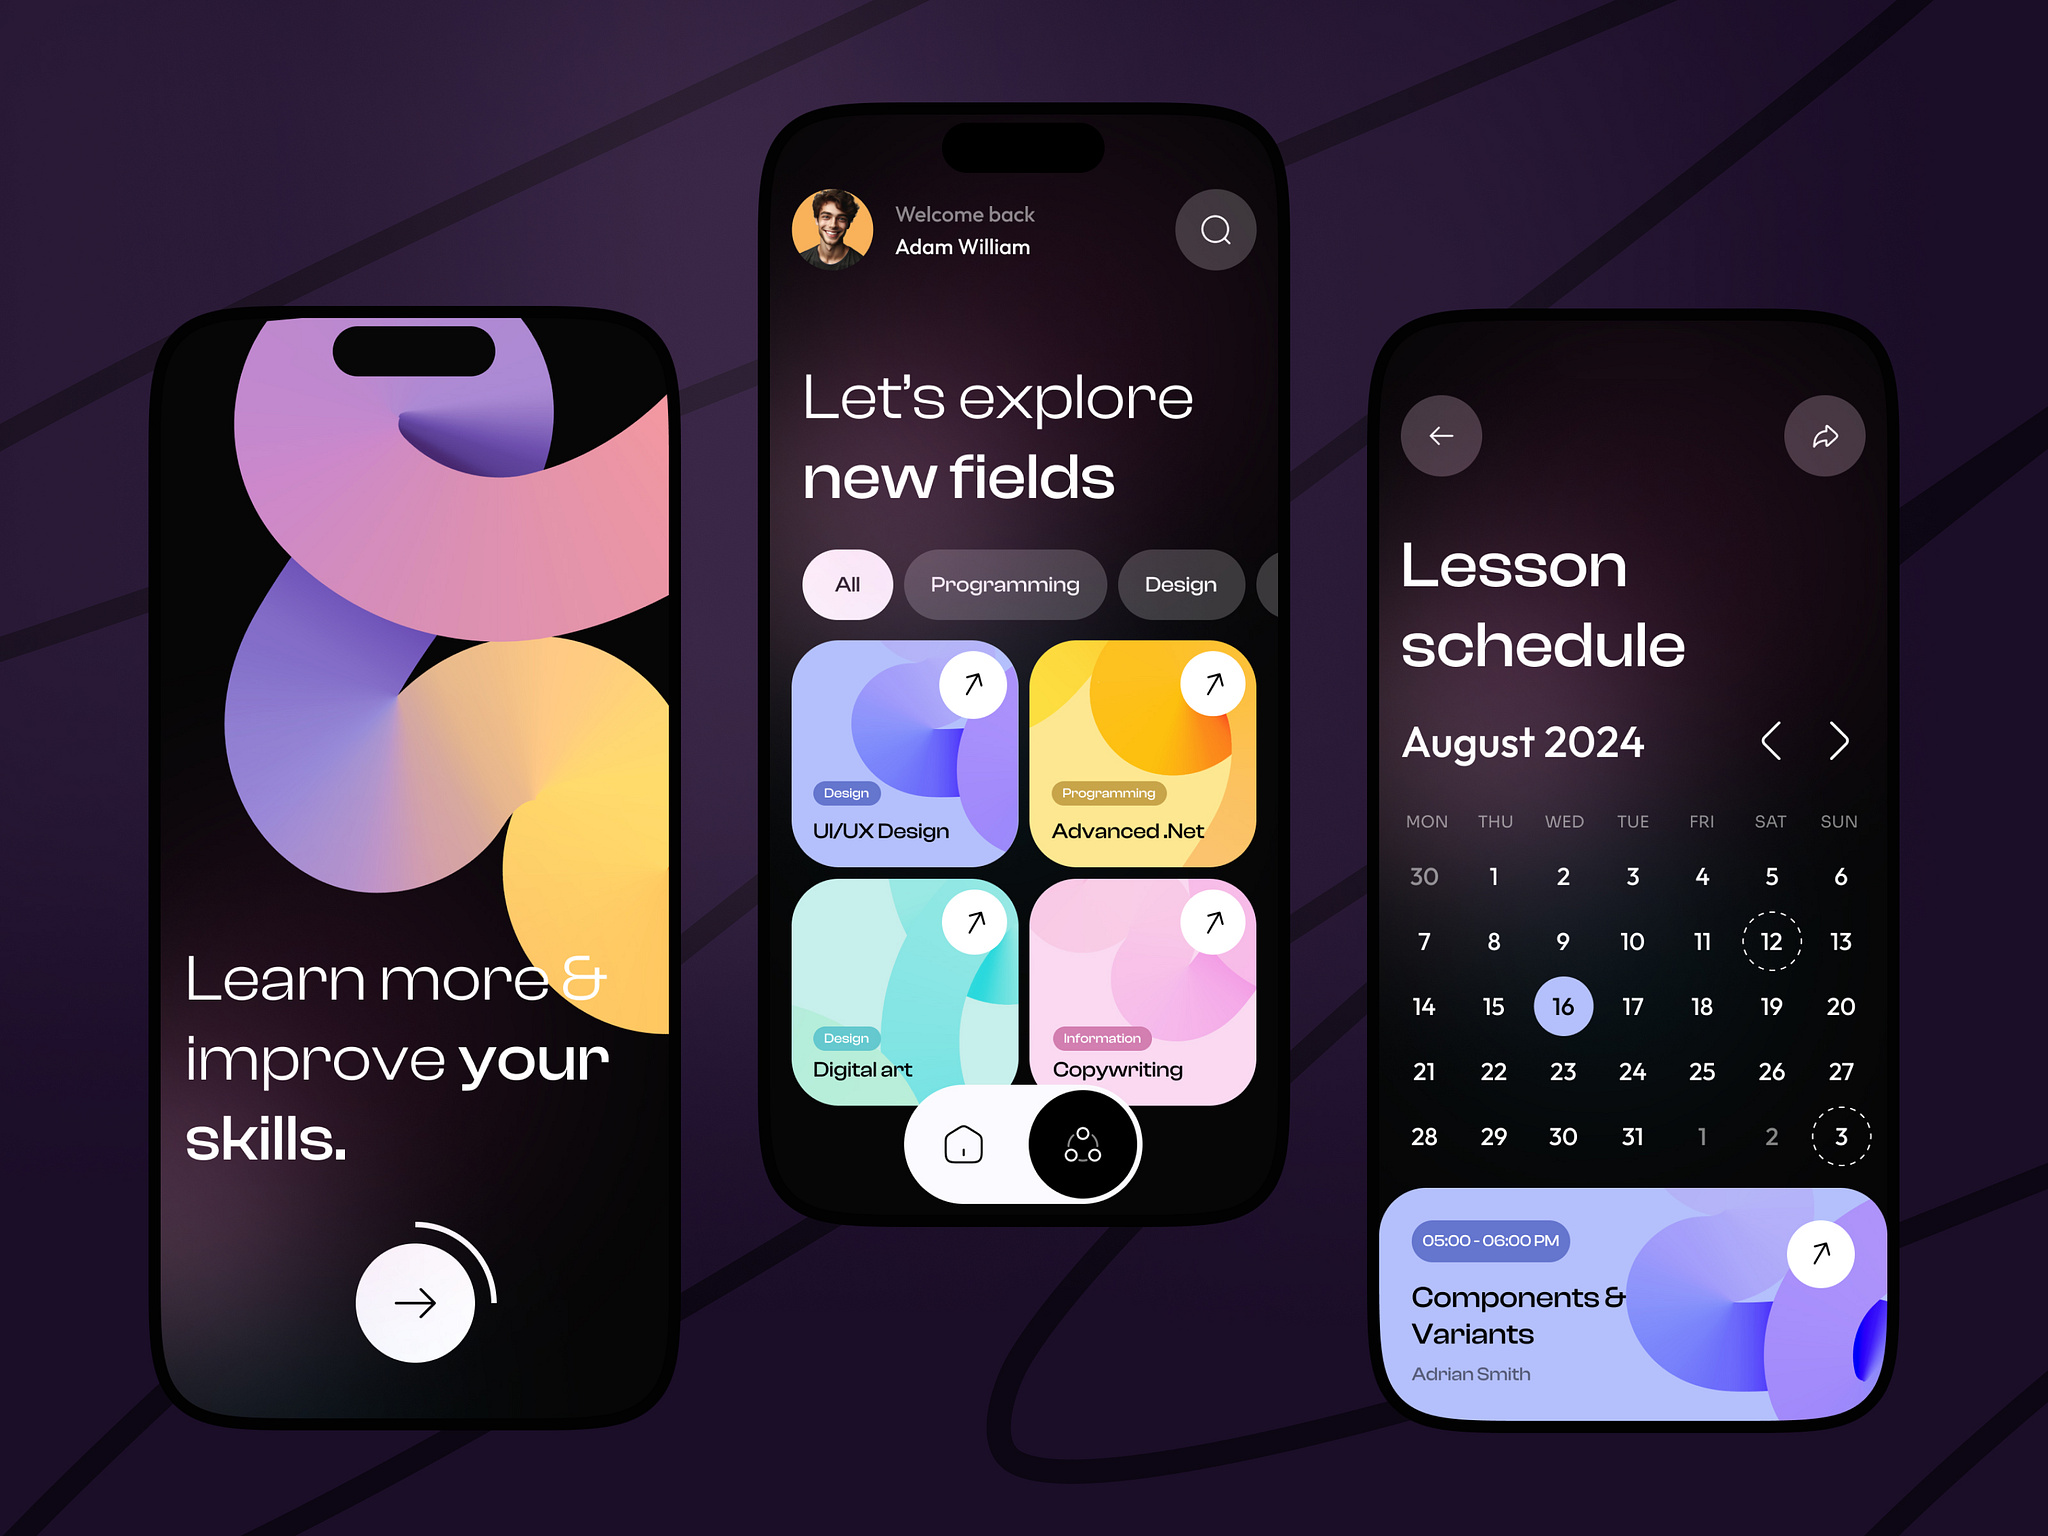 Learn more &
improve your
skills.
Welcome back
Adam William
Let's explore
new fields
All Programming Design
Design
UI/UX Design
Programming
Advanced .Net
Design
Digital art
Information
Copywriting
Lesson
schedule
August 2024
MON THU WED TUE FRI SAT SUN
30 1 2 3 4 5 6
7 8 9 10 11 12 13
14 15 16 17 18 19 20
21 22 23 24 25 26 27
28 29 30 31 1 2 3
05:00 - 06:00 PM
Components &
Variants
Adrian Smith